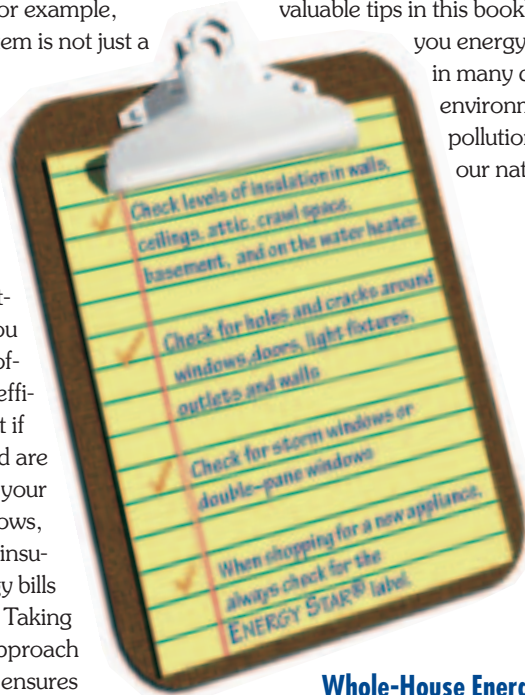 or example,
em is not just a
t-
ou
of-
effi-
t if
d are
your
ows,
insu-
gy bills
Taking
pproach
ensures
valuable tips in this book
you energy
in many
environm
pollution
our nat
Check levels of insulation in walls,
ceilings, attic, crawl space,
basement, and on the water heater.
Check for holes and cracks around
windows, doors, light fixtures,
outlets and walls
Check for storm windows or
double-pane windows
When shopping for a new appliance,
always check for the
ENERGY STAR® label.
Whole-House Energ